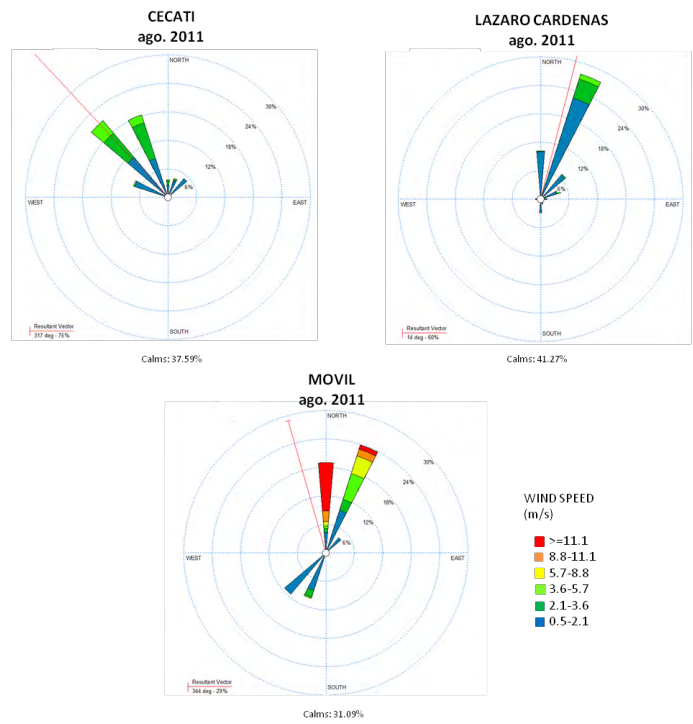 CECATI
ago. 2011
NORTH
30%
24%
18%
12%
6%
WEST
EAST
SOUTH
Resultant Vector
317 deg - 75%
Calms: 37.59%
LAZARO CARDENAS
ago. 2011
NORTH
30%
24%
18%
12%
6%
WEST
EAST
SOUTH
Resultant Vector
Calms: 41.27%
MOVIL
ago. 2011
NORTH
30%
24%
18%
12%
6%
WEST
EAST
SOUTH
Resultant Vector
344 deg - 29%
Calms: 31.09%
WIND SPEED
(m/s)
>=11.1
8.8-11.1
5.7-8.8
3.6-5.7
2.1-3.6
0.5-2.1